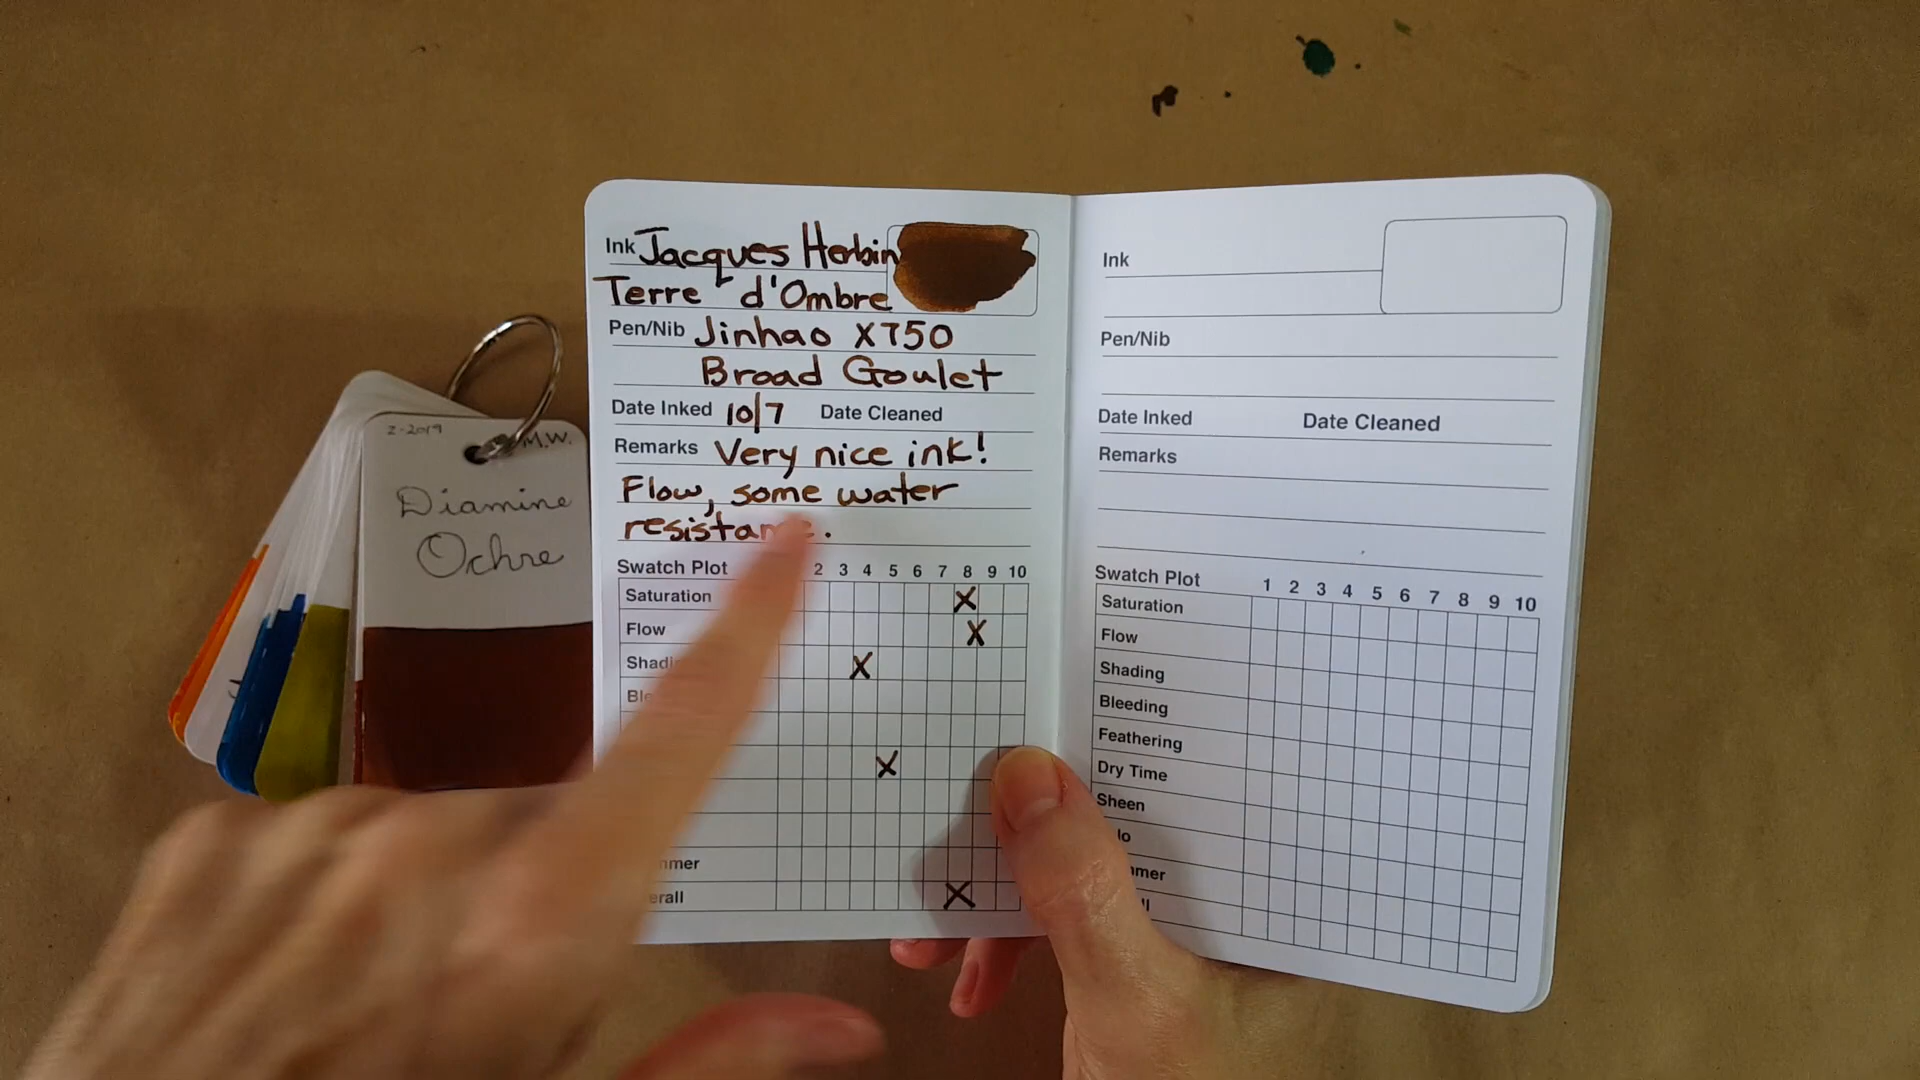 Ink Jacques Herbin
Terre d'Ombre
Pen/Nib Jinhao X750
Broad Goulet
Date Inked 10/7 Date Cleaned
Remarks Very nice ink!
Flow, some water
resistance.
Swatch Plot 2 3 4 5 6 7 8 9 10
Saturation X
Flow X
X
X
X
Ink
Pen/Nib
Date Inked Date Cleaned
Remarks
Swatch Plot 1 2 3 4 5 6 7 8 9 10
Saturation
Flow
Shading
Bleeding
Feathering
Dry Time
Sheen
2-2019 M.W.
Diamine
Ochre